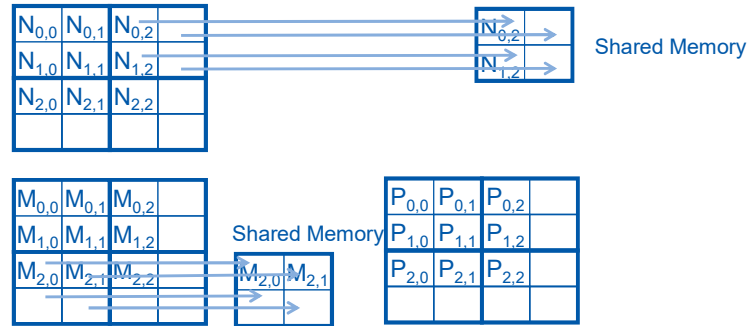 N0,0 N0,1 N0,2 N0,2
Shared Memory
N1,0 N1,1 N1,2 N1,2
N2,0 N2,1 N2,2
M0,0 M0,1 M0,2 P0,0 P0,1 P0,2
M1,0 M1,1 M1,2 Shared Memory P1,0 P1,1 P1,2
M2,0 M2,1 M2,2 M2,0 M2,1 P2,0 P2,1 P2,2